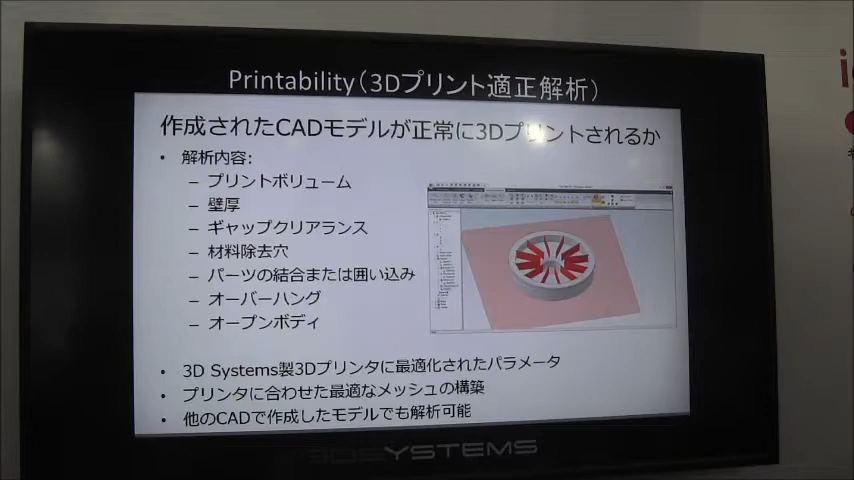 Printability(3Dプリント適正解析)
作成されたCADモデルが正常に3Dプリントされるか
• 解析内容:
– プリントボリューム
– 壁厚
– ギャップクリアランス
– 材料除去穴
– パーツの結合または囲い込み
– オーバーハング
– オープンボディ
• 3D Systems製3Dプリンタに最適化されたパラメータ
• プリンタに合わせた最適なメッシュの構築
• 他のCADで作成したモデルでも解析可能
3DSYSTEMS